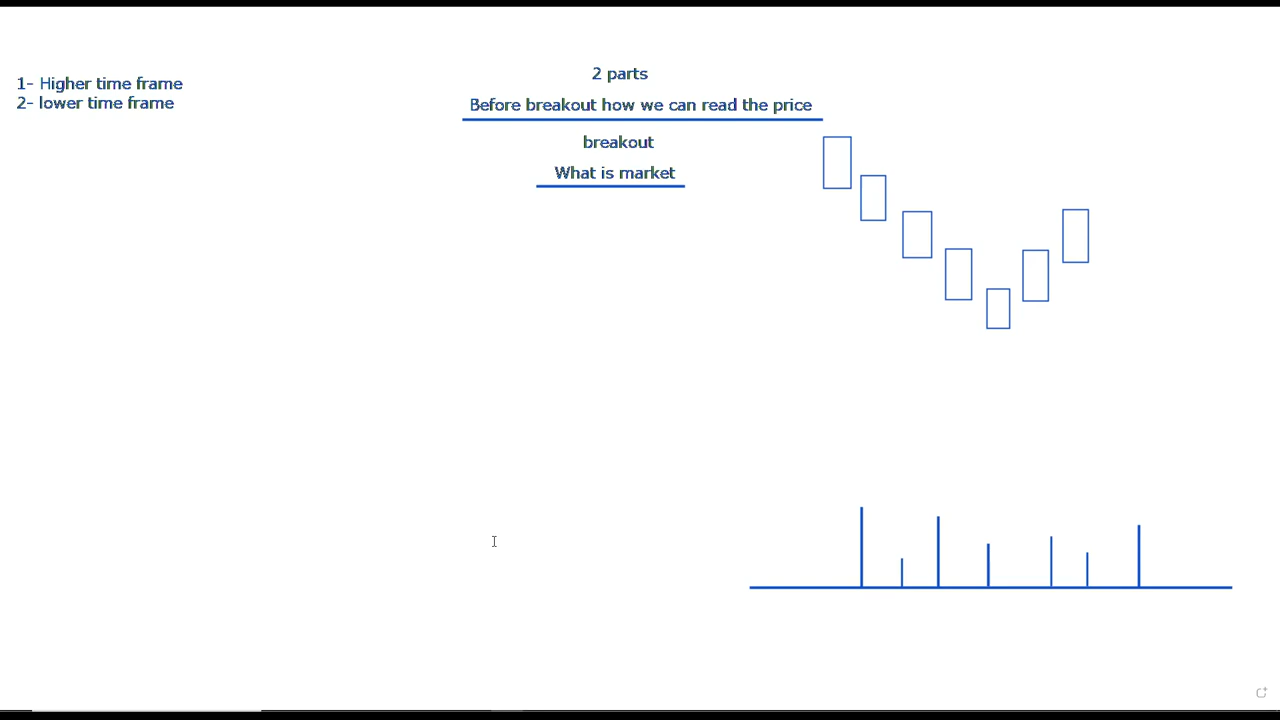 1- Higher time frame
2- lower time frame
2 parts
Before breakout how we can read the price
breakout
What is market